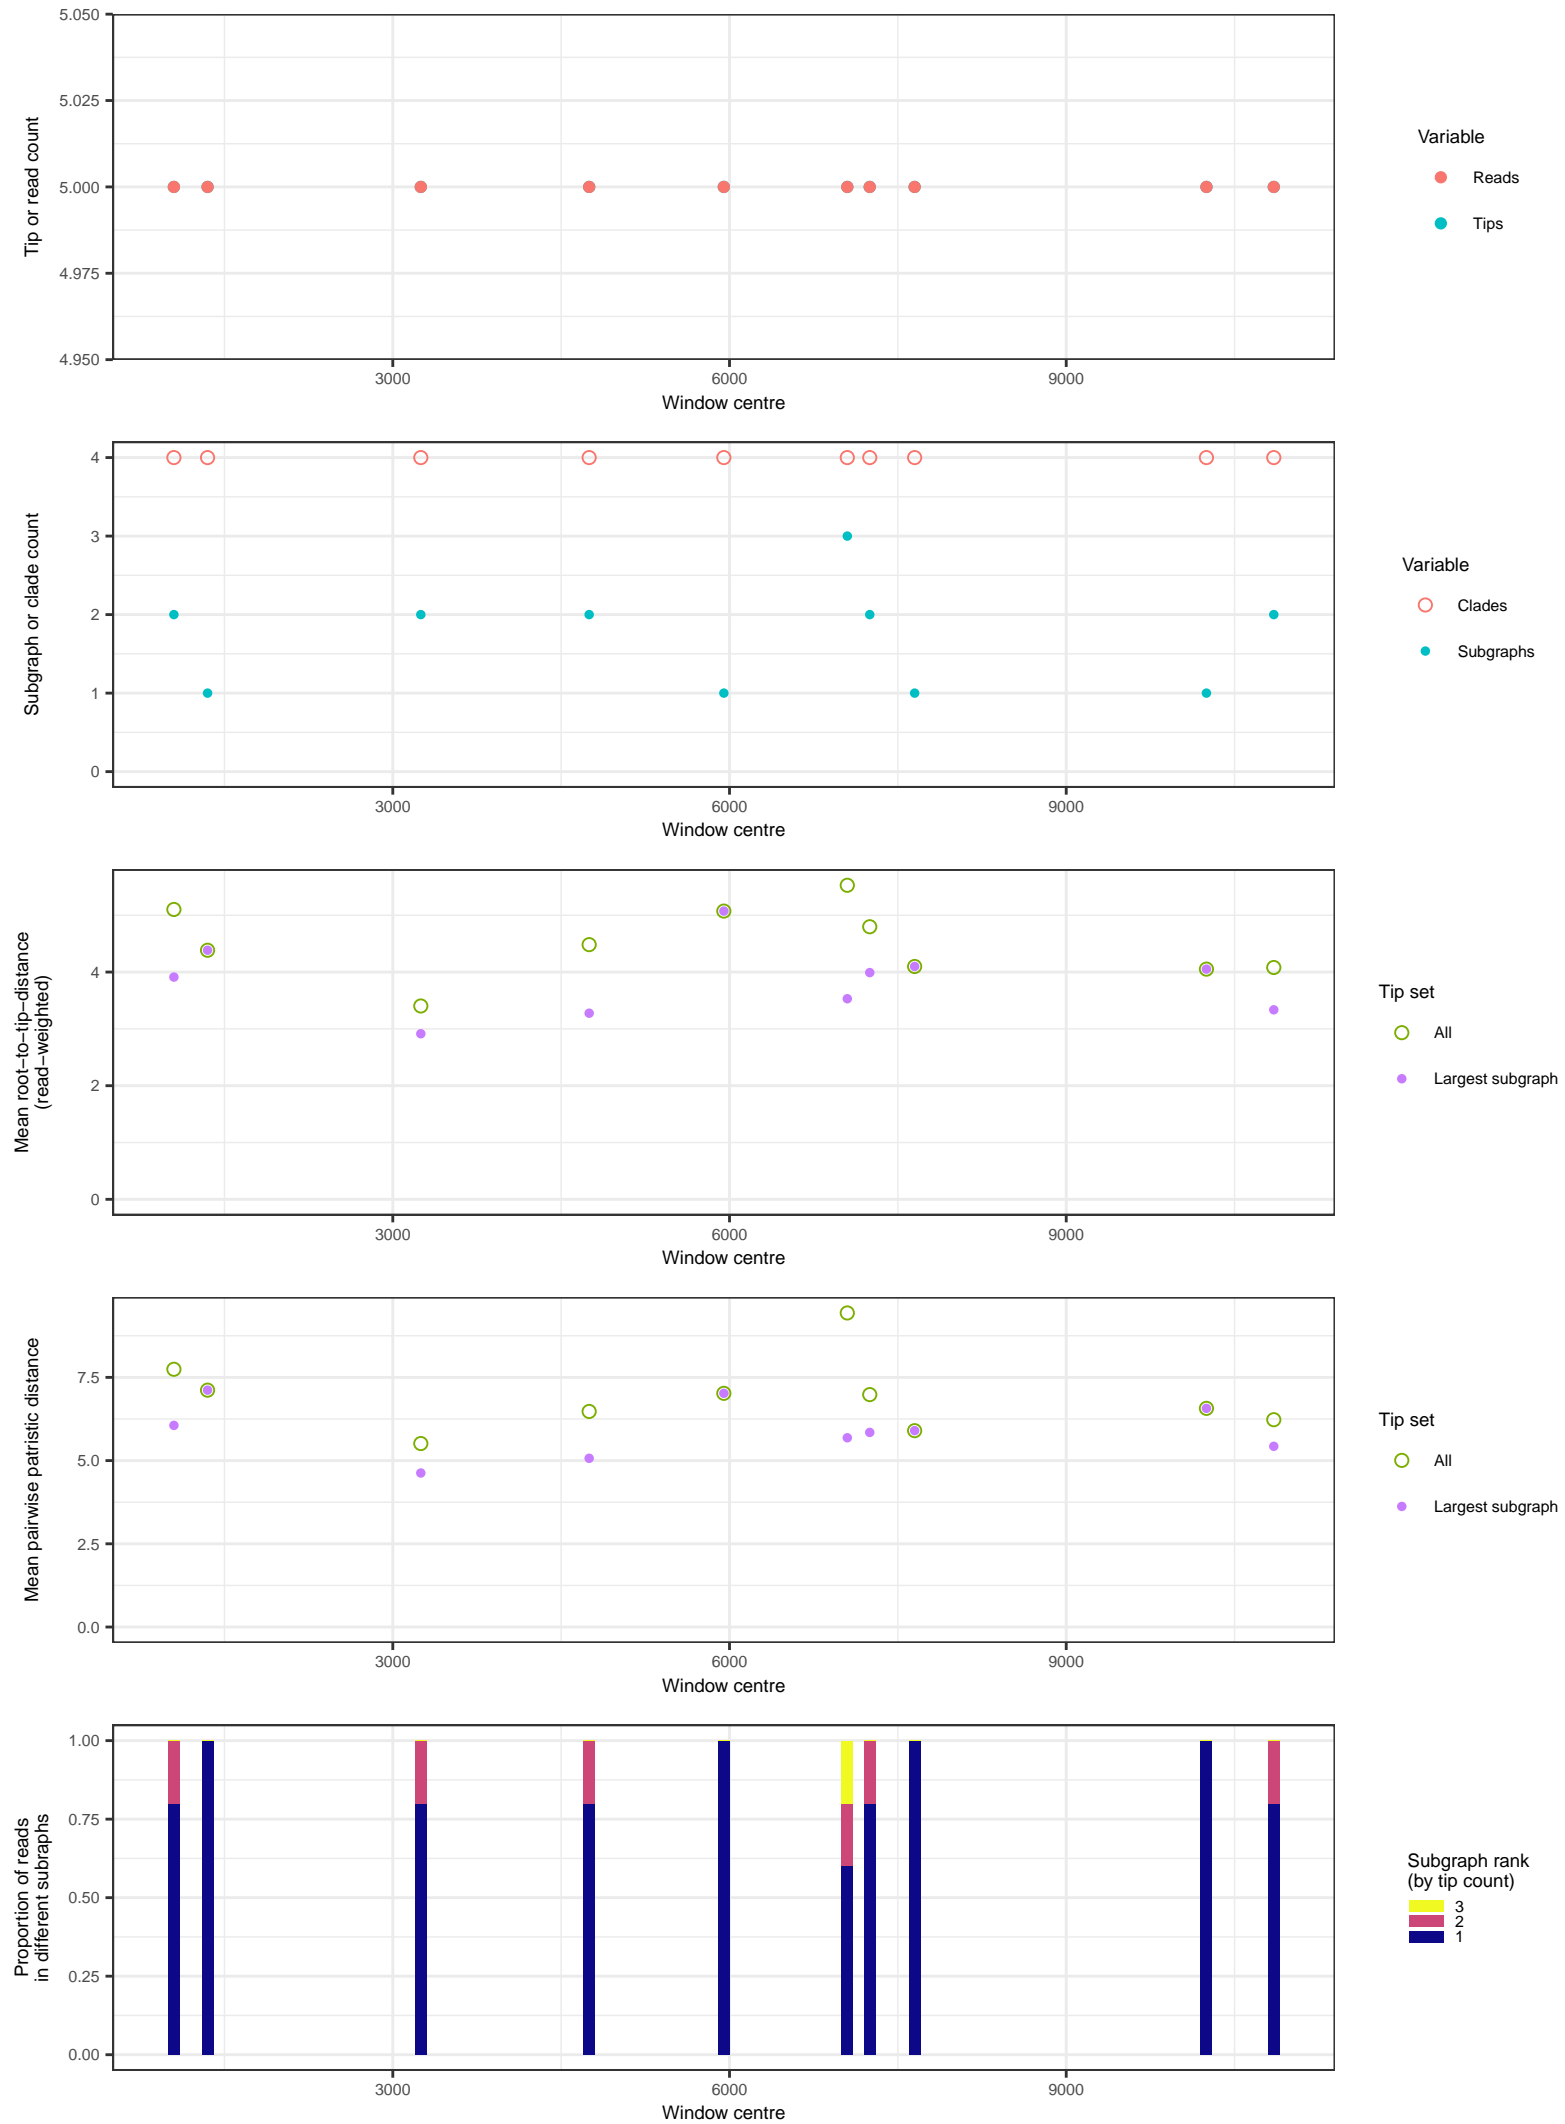 5.050
5.025
5.000
4.975
4.950
Tip or read count
3000 6000 9000
Window centre
Variable
Reads
Tips
4
3
2
1
0
Subgraph or clade count
3000 6000 9000
Window centre
Variable
Clades
Subgraphs
4
2
0
Mean root−to−tip−distance
(read−weighted)
3000 6000 9000
Window centre
Tip set
All
Largest subgraph
7.5
5.0
2.5
0.0
Mean pairwise patristic distance
3000 6000 9000
Window centre
Tip set
All
Largest subgraph
1.00
0.75
0.50
0.25
0.00
Proportion of reads
in different subraphs
3000 6000 9000
Window centre
Subgraph rank
(by tip count)
3
2
1